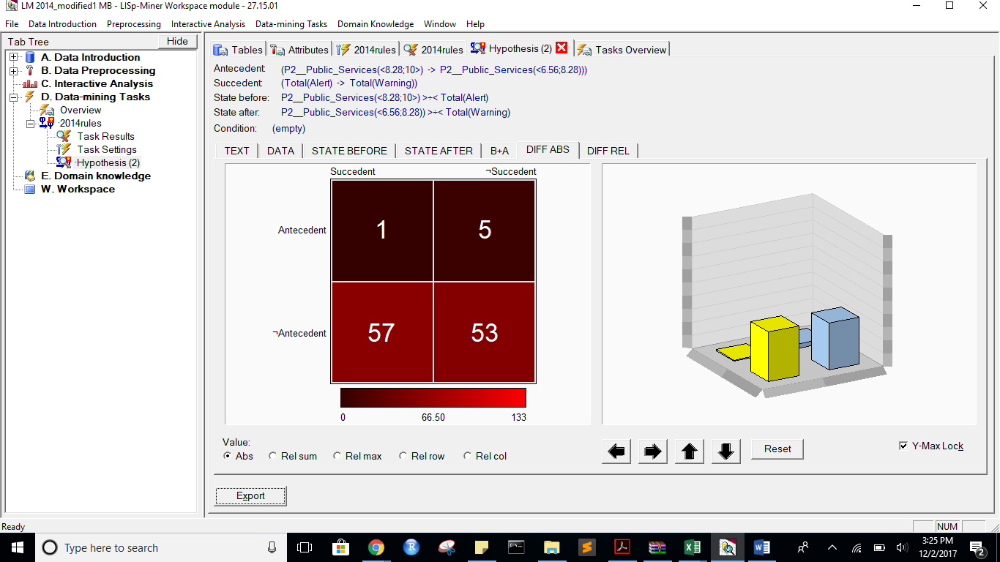 LM 2014_modified1 MB - LISp-Miner Workspace module - 27.15.01
File Data Introduction Preprocessing Interactive Analysis Data-mining Tasks Domain Knowledge Window Help
Tab Tree Hide
A. Data Introduction
B. Data Preprocessing
C. Interactive Analysis
D. Data-mining Tasks
Overview
2014rules
Task Results
Task Settings
Hypothesis (2)
E. Domain knowledge
W. Workspace
Tables Attributes 2014rules 2014rules Hypothesis (2) Tasks Overview
Antecedent: (P2__Public_Services(<8.28;10>) -> P2__Public_Services(<6.56;8.28)))
Succedent: (Total(Alert) -> Total(Warning))
State before: P2__Public_Services(<8.28;10>) >÷< Total(Alert)
State after: P2__Public_Services(<6.56;8.28)) >÷< Total(Warning)
Condition: (empty)
TEXT DATA STATE BEFORE STATE AFTER B+A DIFF ABS DIFF REL
Succedent ¬Succedent
Antecedent 1 5
¬Antecedent 57 53
0 66.50 133
Value:
Abs Rel sum Rel max Rel row Rel col
Reset
Y-Max Lock
Export
Ready NUM
Type here to search
3:25 PM
12/2/2017
2